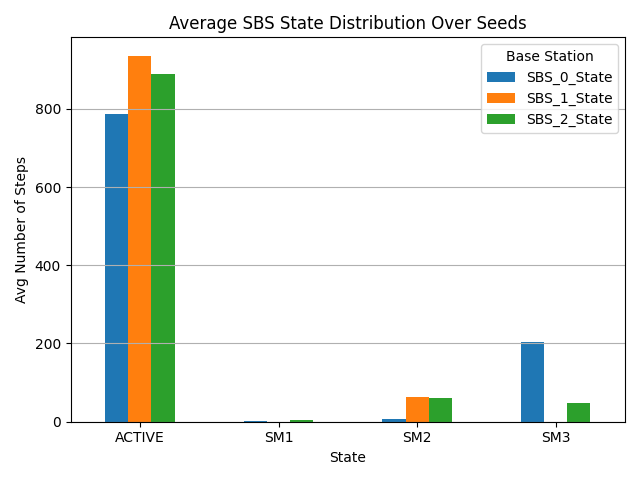 Average SBS State Distribution Over Seeds
Avg Number of Steps
800
600
400
200
0
Base Station
SBS_0_State
SBS_1_State
SBS_2_State
ACTIVE
SM1
SM2
SM3
State